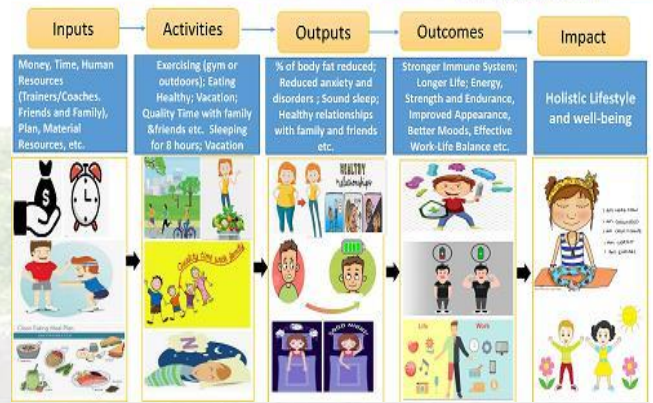 Inputs
Money, Time, Human
Resources
(Trainers/Coaches.
Friends and Family),
Plan, Material
Resources, etc.
Activities
Exercising (gym or
outdoors); Eating
Healthy; Vacation;
Quality Time with family
&friends etc. Sleeping
for 8 hours; Vacation
Outputs
% of body fat reduced;
Reduced anxiety and
disorders ; Sound sleep;
Healthy relationships
with family and friends
etc.
Outcomes
Stronger Immune System;
Longer Life; Energy,
Strength and Endurance,
Improved Appearance,
Better Moods, Effective
Work-Life Balance etc.
Impact
Holistic Lifestyle
and well-being
$
Clean Eating Meal Plan
Quality time with family
Z
HEALTHY
relationships
GOOD NIGHT!
Life
Work